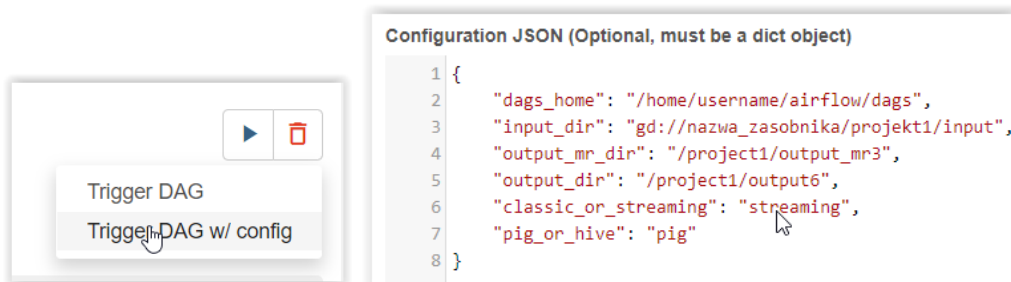 Trigger DAG
Trigger DAG w/ config
Configuration JSON (Optional, must be a dict object)
1 {
2 "dags_home": "/home/username/airflow/dags",
3 "input_dir": "gd://nazwa_zasobnika/projekt1/input",
4 "output_mr_dir": "/project1/output_mr3",
5 "output_dir": "/project1/output6",
6 "classic_or_streaming": "streaming",
7 "pig_or_hive": "pig"
8 }